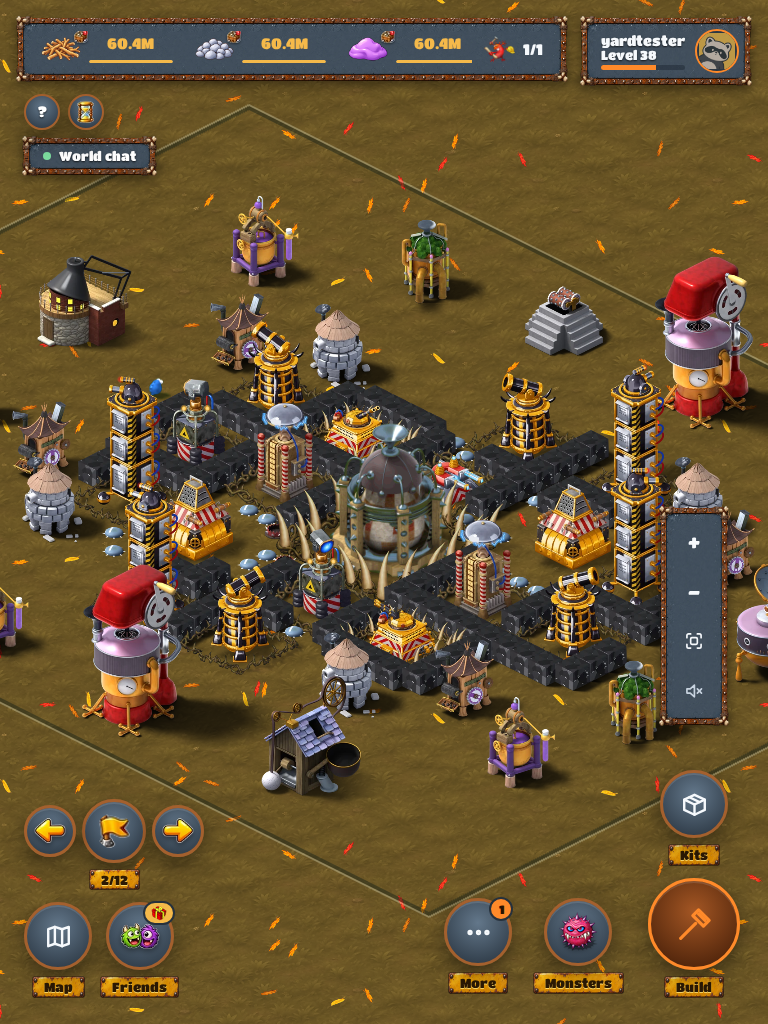 60.4M
60.4M
60.4M
1/1
yardtester
Level 38
?
World chat
2/12
Kits
1
Map
Friends
More
Monsters
Build